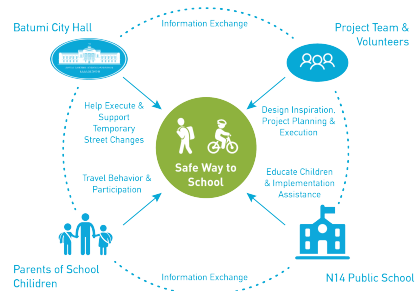 Batumi City Hall
Information Exchange
Project Team &
Volunteers
Help Execute &
Support
Temporary
Street Changes
Design Inspiration,
Project Planning &
Execution
Safe Way to
School
Travel Behavior &
Participation
Educate Children
& Implementation
Assistance
Parents of School
Children
Information Exchange
N14 Public School